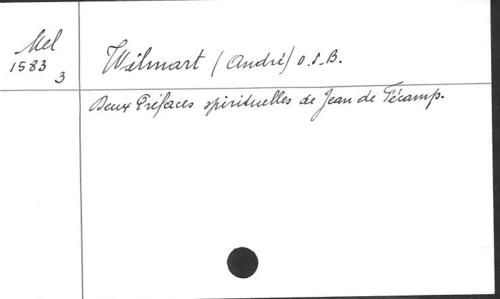 Mel
1583
3
Wilmart (André) O.S.B.
Deux Préfaces spirituelles de Jean de Fécamp.